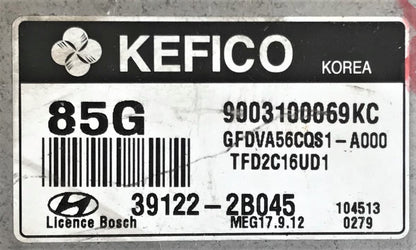 KEFICO KOREA
85G 9003100069KC
GFDVA56CQS1-A000
TFD2C16UD1
39122-2B045 104513
Licence Bosch MEG17.9.12 0279